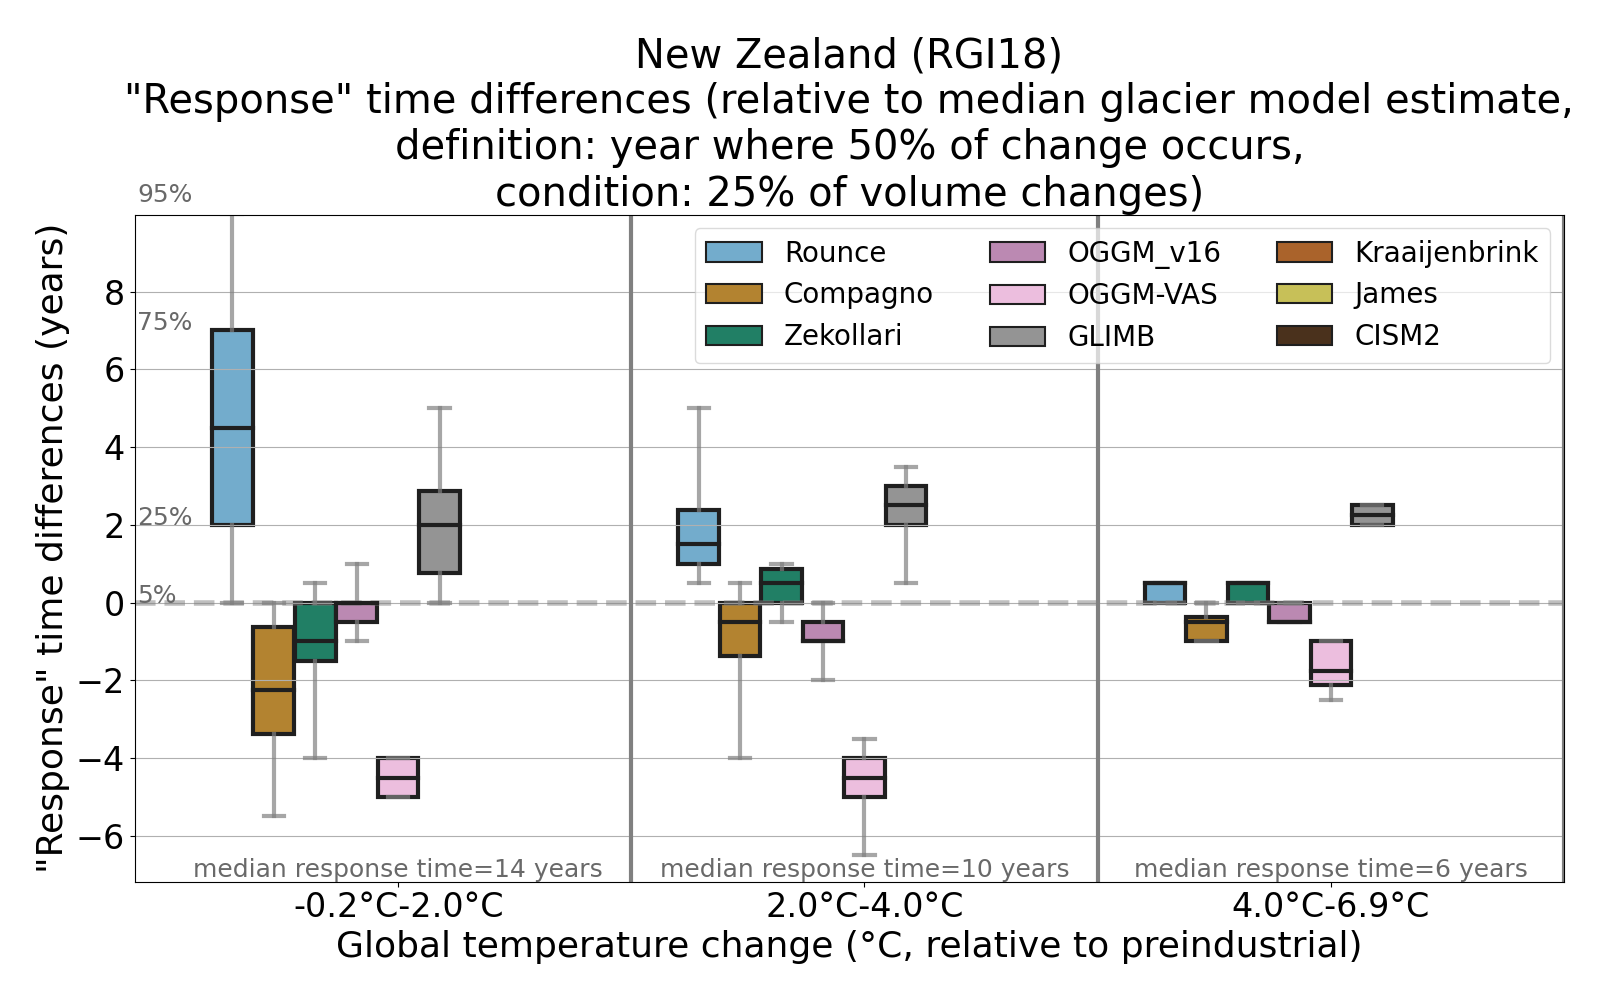 New Zealand (RGI18)
"Response" time differences (relative to median glacier model estimate,
definition: year where 50% of change occurs,
condition: 25% of volume changes)
95%
75%
25%
5%
Rounce
Compagno
Zekollari
OGGM_v16
OGGM-VAS
GLIMB
Kraaijenbrink
James
CISM2
"Response" time differences (years)
8
6
4
2
0
−2
−4
−6
median response time=14 years
median response time=10 years
median response time=6 years
-0.2°C-2.0°C
2.0°C-4.0°C
4.0°C-6.9°C
Global temperature change (°C, relative to preindustrial)